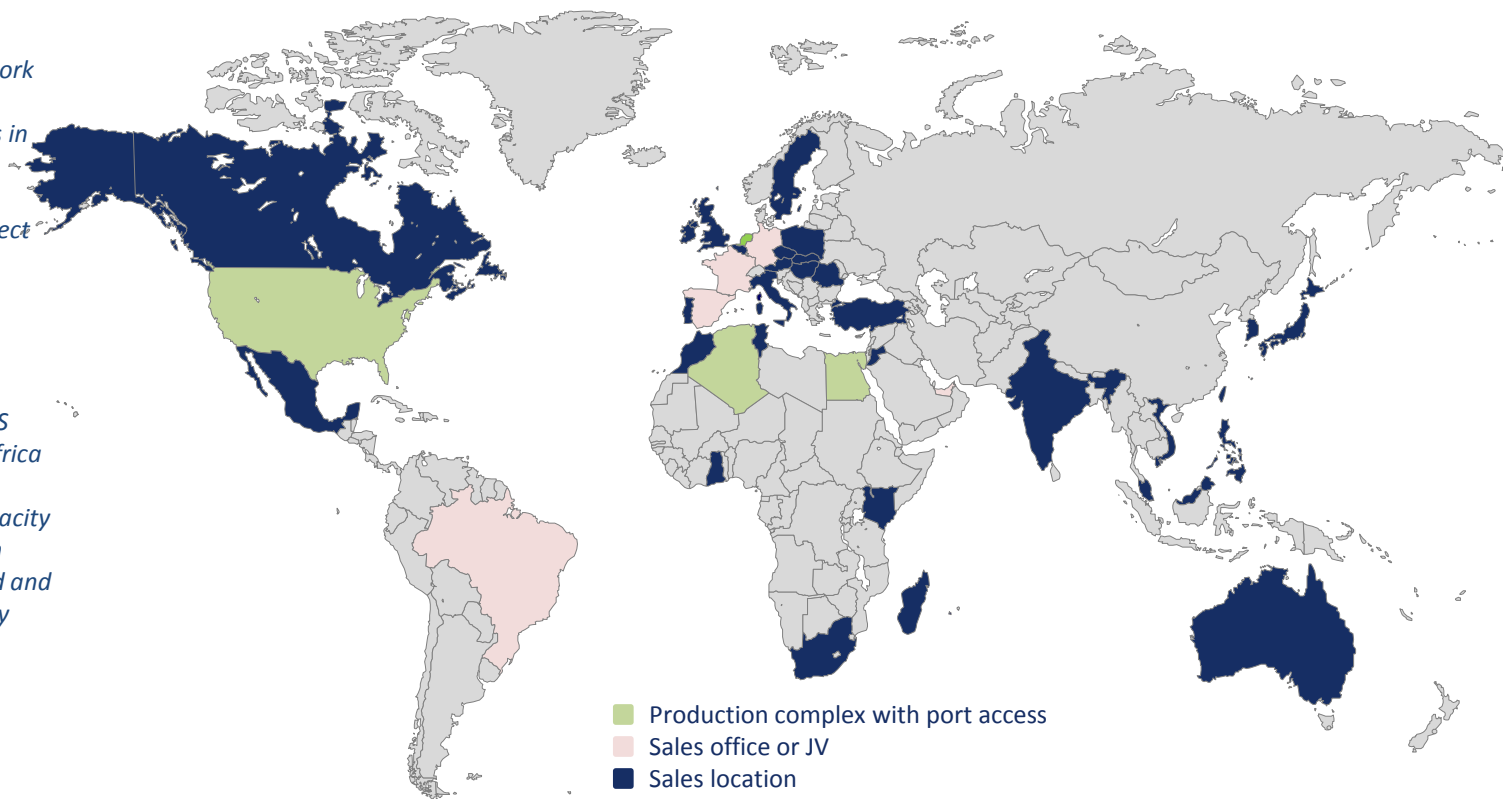 ork
s in
ect
S
frica
acity
n
d and
y
Production complex with port access
Sales office or JV
Sales location